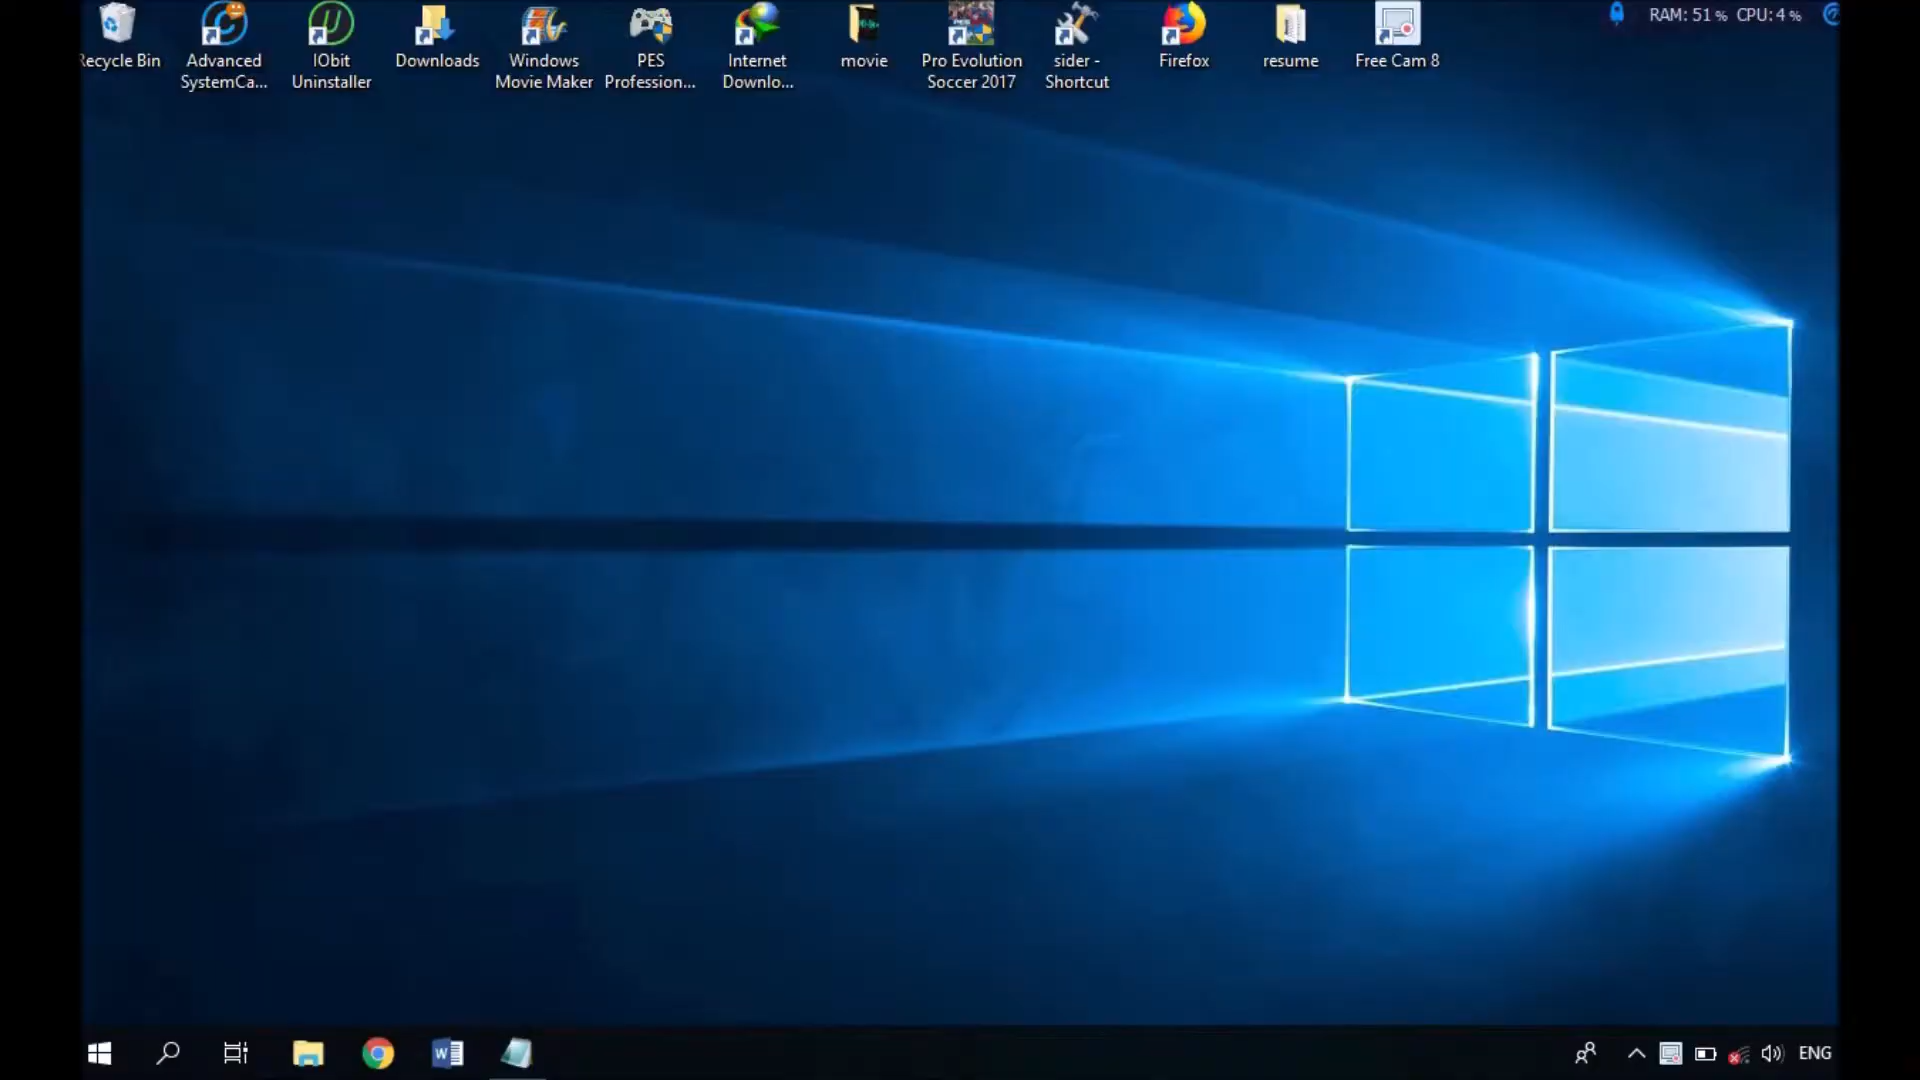 RAM: 51 % CPU: 4 %
Recycle Bin
Advanced
SystemCa...
IObit
Uninstaller
Downloads
Windows
Movie Maker
PES
Profession...
Internet
Downlo...
movie
Pro Evolution
Soccer 2017
sider -
Shortcut
Firefox
resume
Free Cam 8
ENG